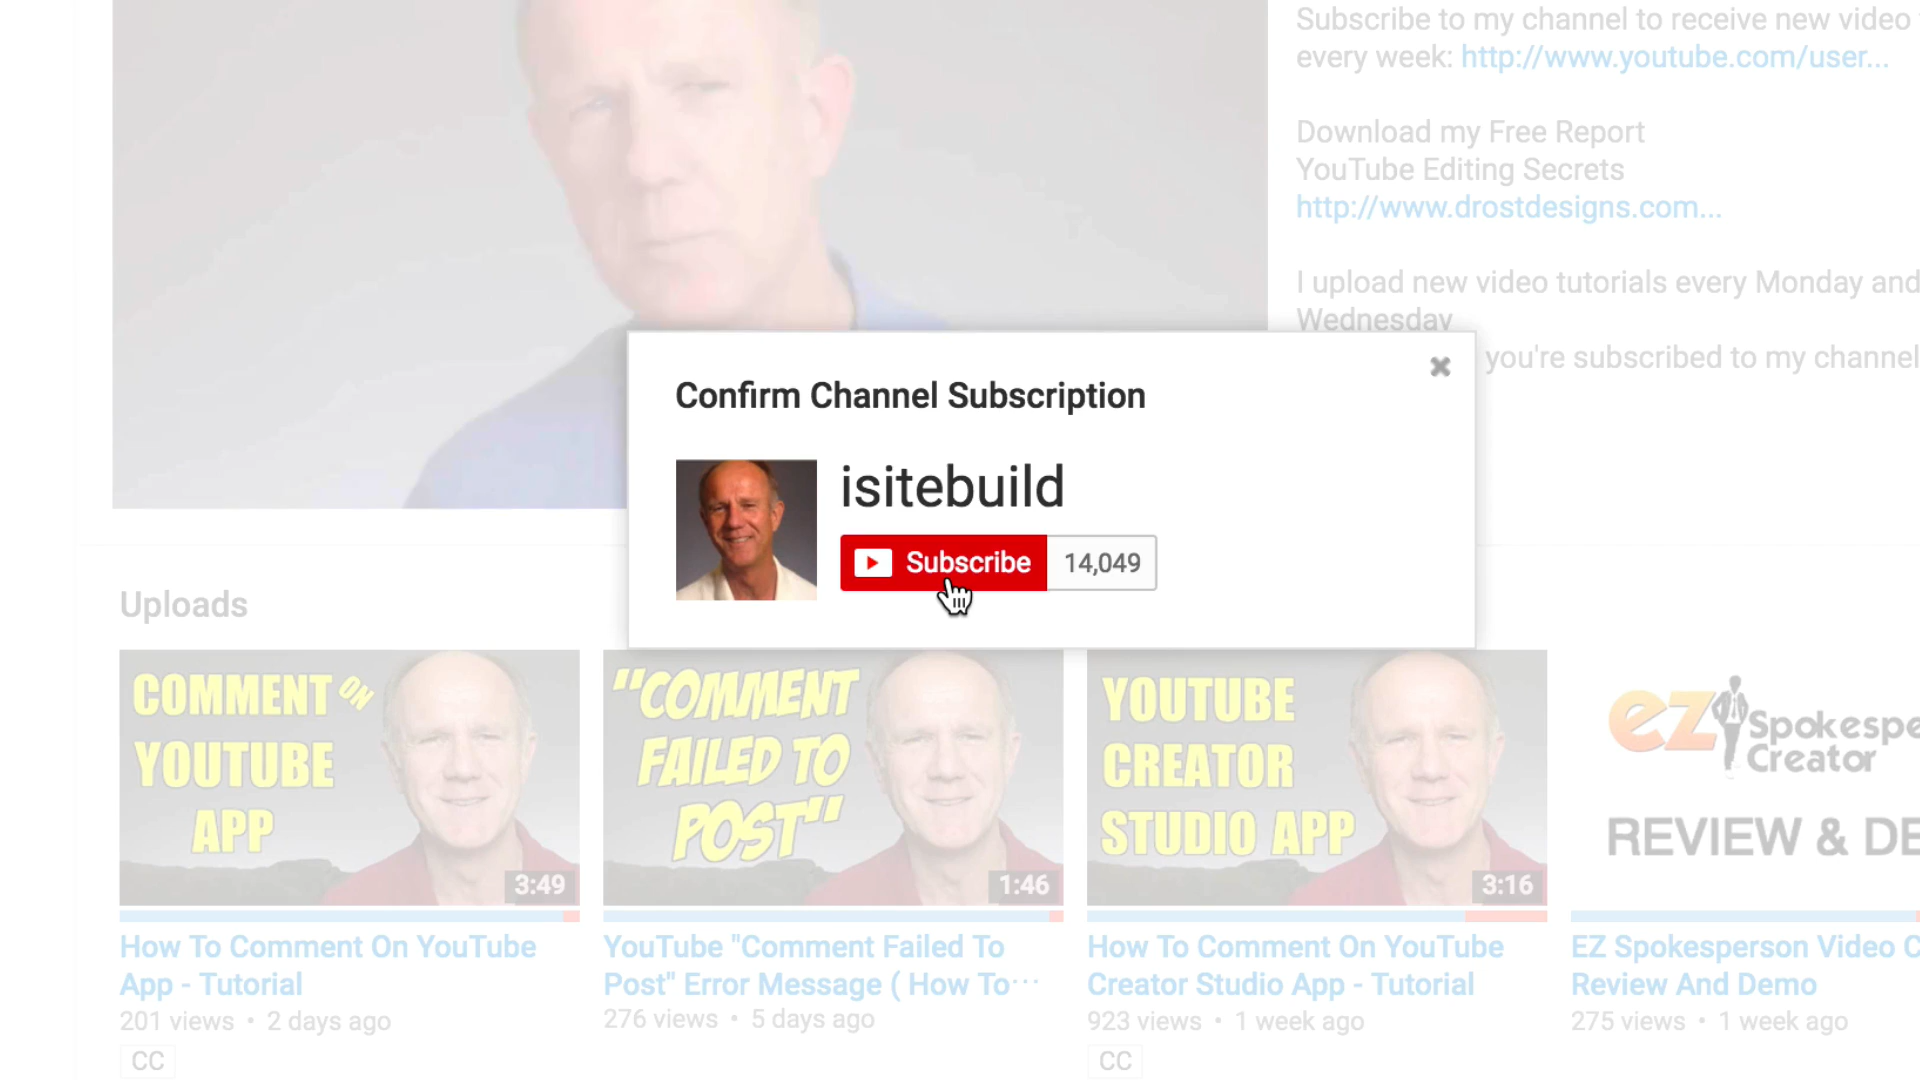 Subscribe to my channel to receive new video
every week: http://www.youtube.com/user...
Download my Free Report
YouTube Editing Secrets
http://www.drostdesigns.com...
I upload new video tutorials every Monday and
Wednesday
you're subscribed to my channel
Confirm Channel Subscription
isitebuild
Subscribe 14,049
Uploads
COMMENT ON
YOUTUBE
APP
3:49
"COMMENT
FAILED TO
POST"
1:46
YOUTUBE
CREATOR
STUDIO APP
3:16
ez Spokespe
Creator
REVIEW & DE
How To Comment On YouTube
App - Tutorial
201 views • 2 days ago
CC
YouTube "Comment Failed To
Post" Error Message ( How To...
276 views • 5 days ago
How To Comment On YouTube
Creator Studio App - Tutorial
923 views • 1 week ago
CC
EZ Spokesperson Video C
Review And Demo
275 views • 1 week ago